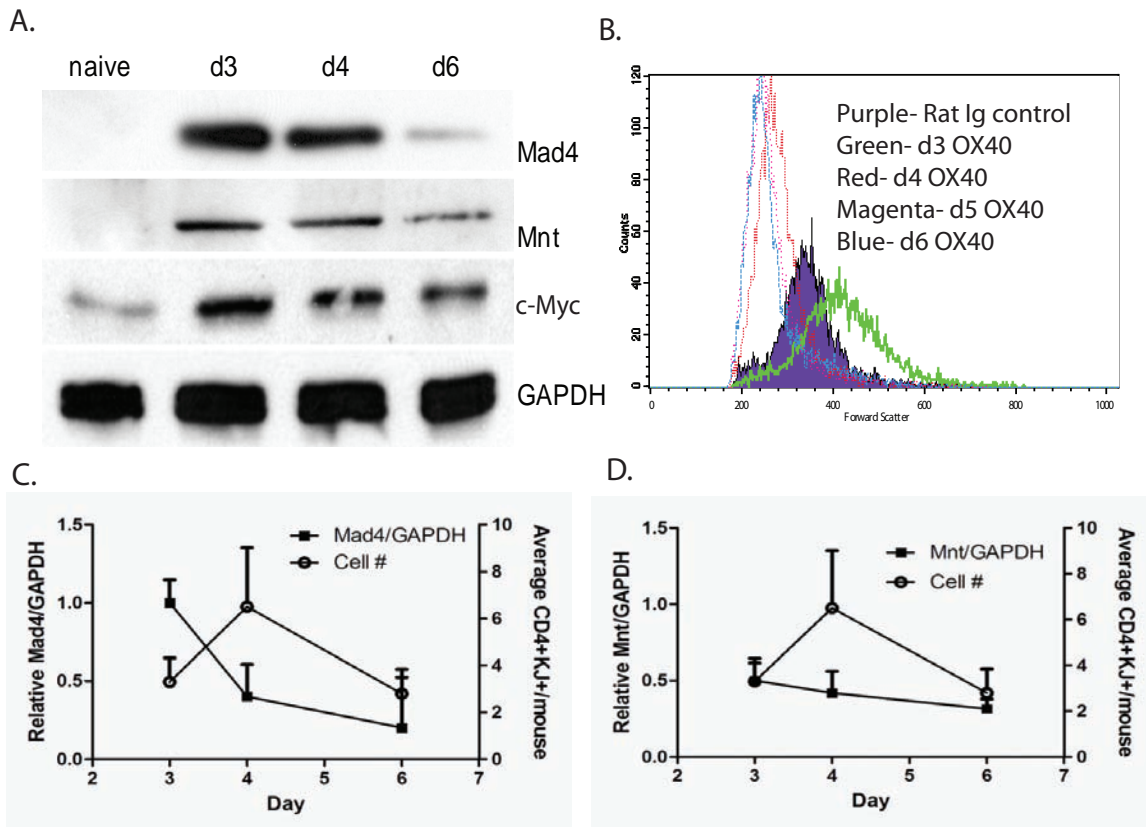 A.
naive d3 d4 d6
Mad4
Mnt
c-Myc
GAPDH
B.
120
100
80
60
40
20
0
Counts
Purple- Rat Ig control
Green- d3 OX40
Red- d4 OX40
Magenta- d5 OX40
Blue- d6 OX40
0 200 400 600 800 1000
Forward Scatter
C.
1.5
1.0
0.5
0.0
Relative Mad4/GAPDH
Mad4/GAPDH
Cell #
10
8
6
4
2
0
Average CD4+KJ+/mouse
2 3 4 5 6 7
Day
D.
1.5
1.0
0.5
0.0
Relative Mnt/GAPDH
Mnt/GAPDH
Cell #
10
8
6
4
2
0
Average CD4+KJ+/mouse
2 3 4 5 6 7
Day